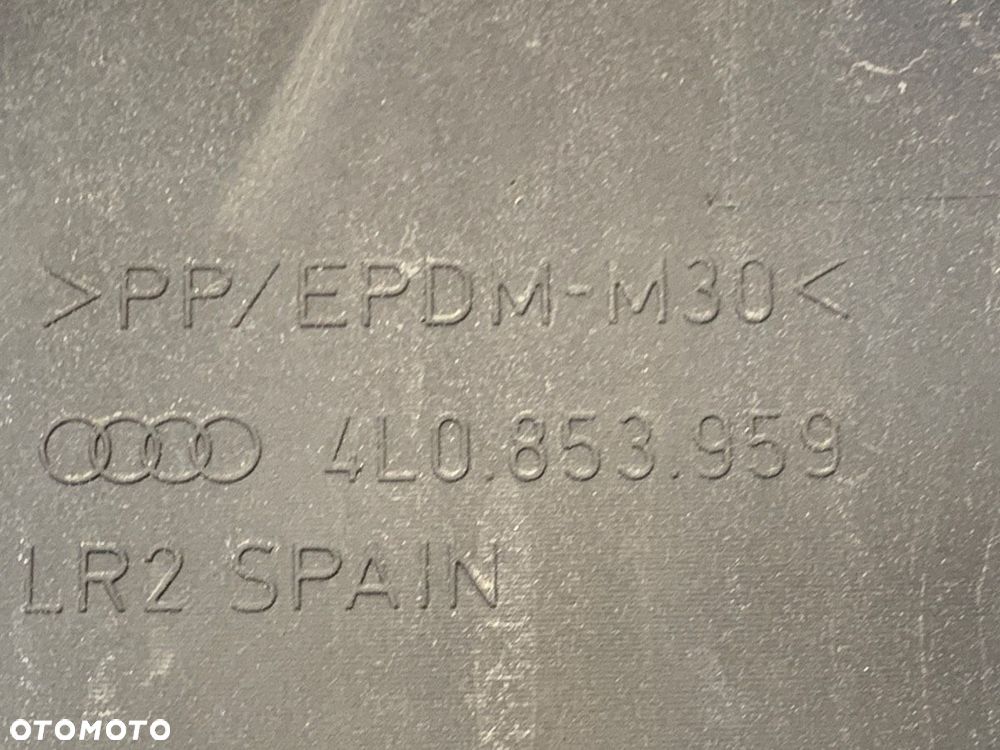 >PP/EPDM-M30<
4L0.853.959
LR2 SPAIN
OTOMOTO